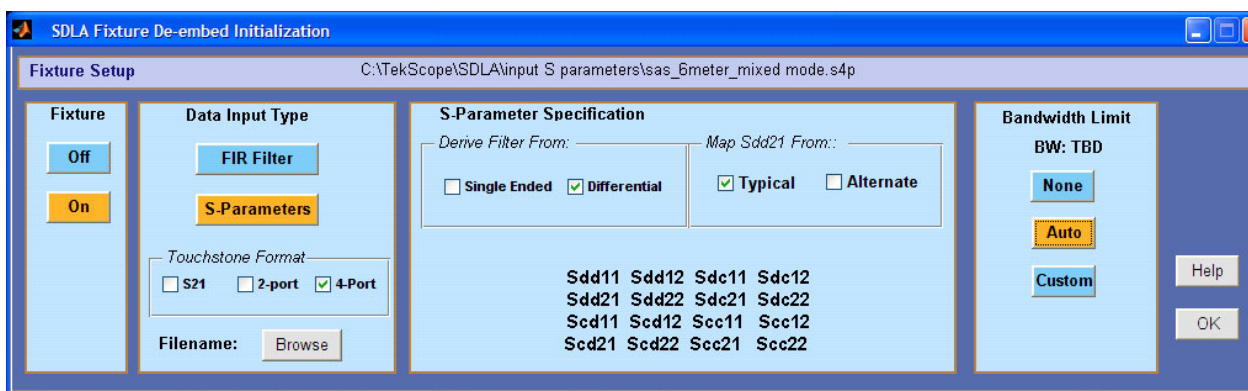 SDLA Fixture De-embed Initialization
Fixture Setup
C:\TekScope\SDLA\input S parameters\sas_6meter_mixed mode.s4p
Fixture
Off
On
Data Input Type
FIR Filter
S-Parameters
Touchstone Format
S21 2-port 4-Port
Filename: Browse
S-Parameter Specification
Derive Filter From:
Single Ended Differential
Map Sdd21 From::
Typical Alternate
Sdd11 Sdd12 Sdc11 Sdc12
Sdd21 Sdd22 Sdc21 Sdc22
Scd11 Scd12 Scc11 Scc12
Scd21 Scd22 Scc21 Scc22
Bandwidth Limit
BW: TBD
None
Auto
Custom
Help
OK